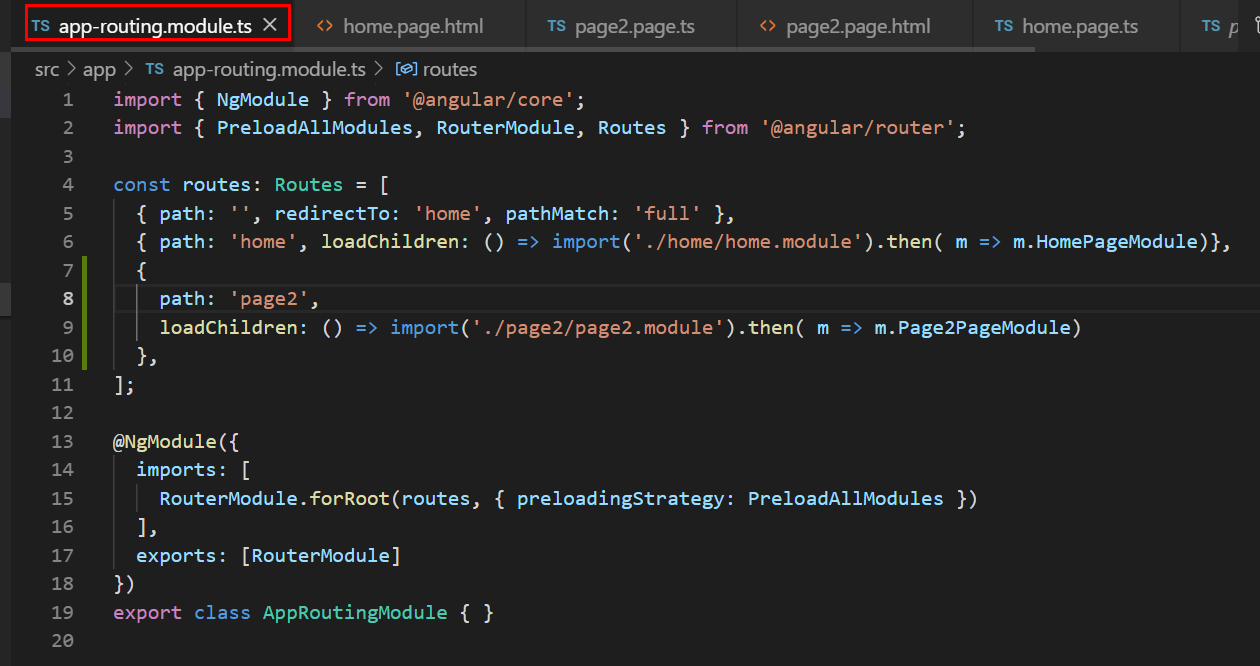 TS app-routing.module.ts × <> home.page.html TS page2.page.ts <> page2.page.html TS home.page.ts TS p
src > app > TS app-routing.module.ts > routes
1 import { NgModule } from '@angular/core';
2 import { PreloadAllModules, RouterModule, Routes } from '@angular/router';
3
4 const routes: Routes = [
5   { path: '', redirectTo: 'home', pathMatch: 'full' },
6   { path: 'home', loadChildren: () => import('./home/home.module').then( m => m.HomePageModule)},
7   {
8     path: 'page2',
9     loadChildren: () => import('./page2/page2.module').then( m => m.Page2PageModule)
10   },
11 ];
12
13 @NgModule({
14   imports: [
15     RouterModule.forRoot(routes, { preloadingStrategy: PreloadAllModules })
16   ],
17   exports: [RouterModule]
18 })
19 export class AppRoutingModule { }
20